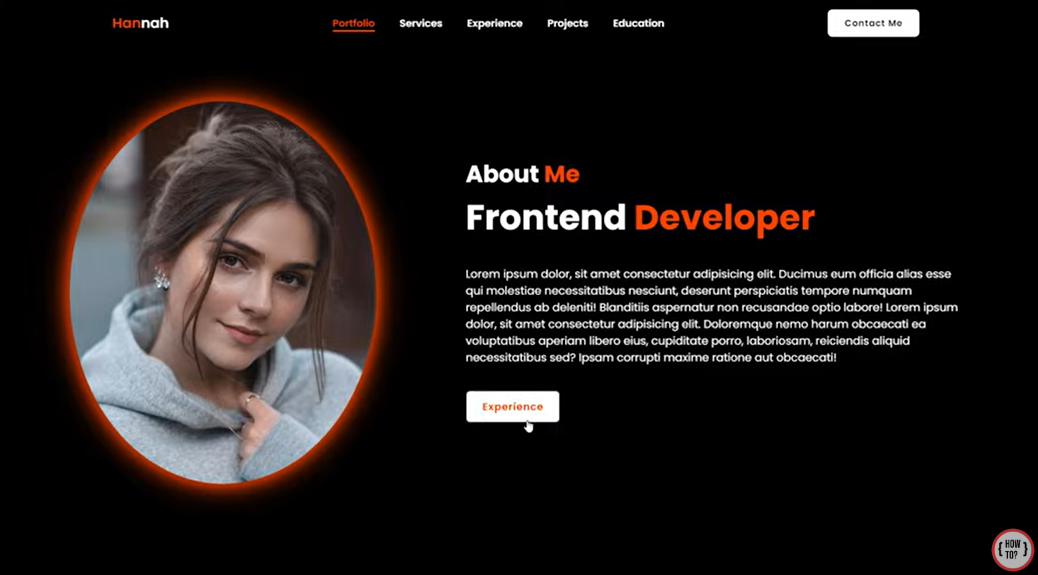 Hannah
Portfolio Services Experience Projects Education
Contact Me
About Me
Frontend Developer
Lorem ipsum dolor, sit amet consectetur adipisicing elit. Ducimus eum officia alias esse
qui molestiae necessitatibus nesciunt, deserunt perspiciatis tempore numquam
repellendus ab deleniti! Blanditiis aspernatur non recusandae optio labore! Lorem ipsum
dolor, sit amet consectetur adipisicing elit. Doloremque nemo harum obcaecati ea
voluptatibus aperiam libero eius, cupiditate porro, laboriosam, reiciendis aliquid
necessitatibus sed? Ipsam corrupti maxime ratione aut obcaecati!
Experience
{ HOW
TO? }